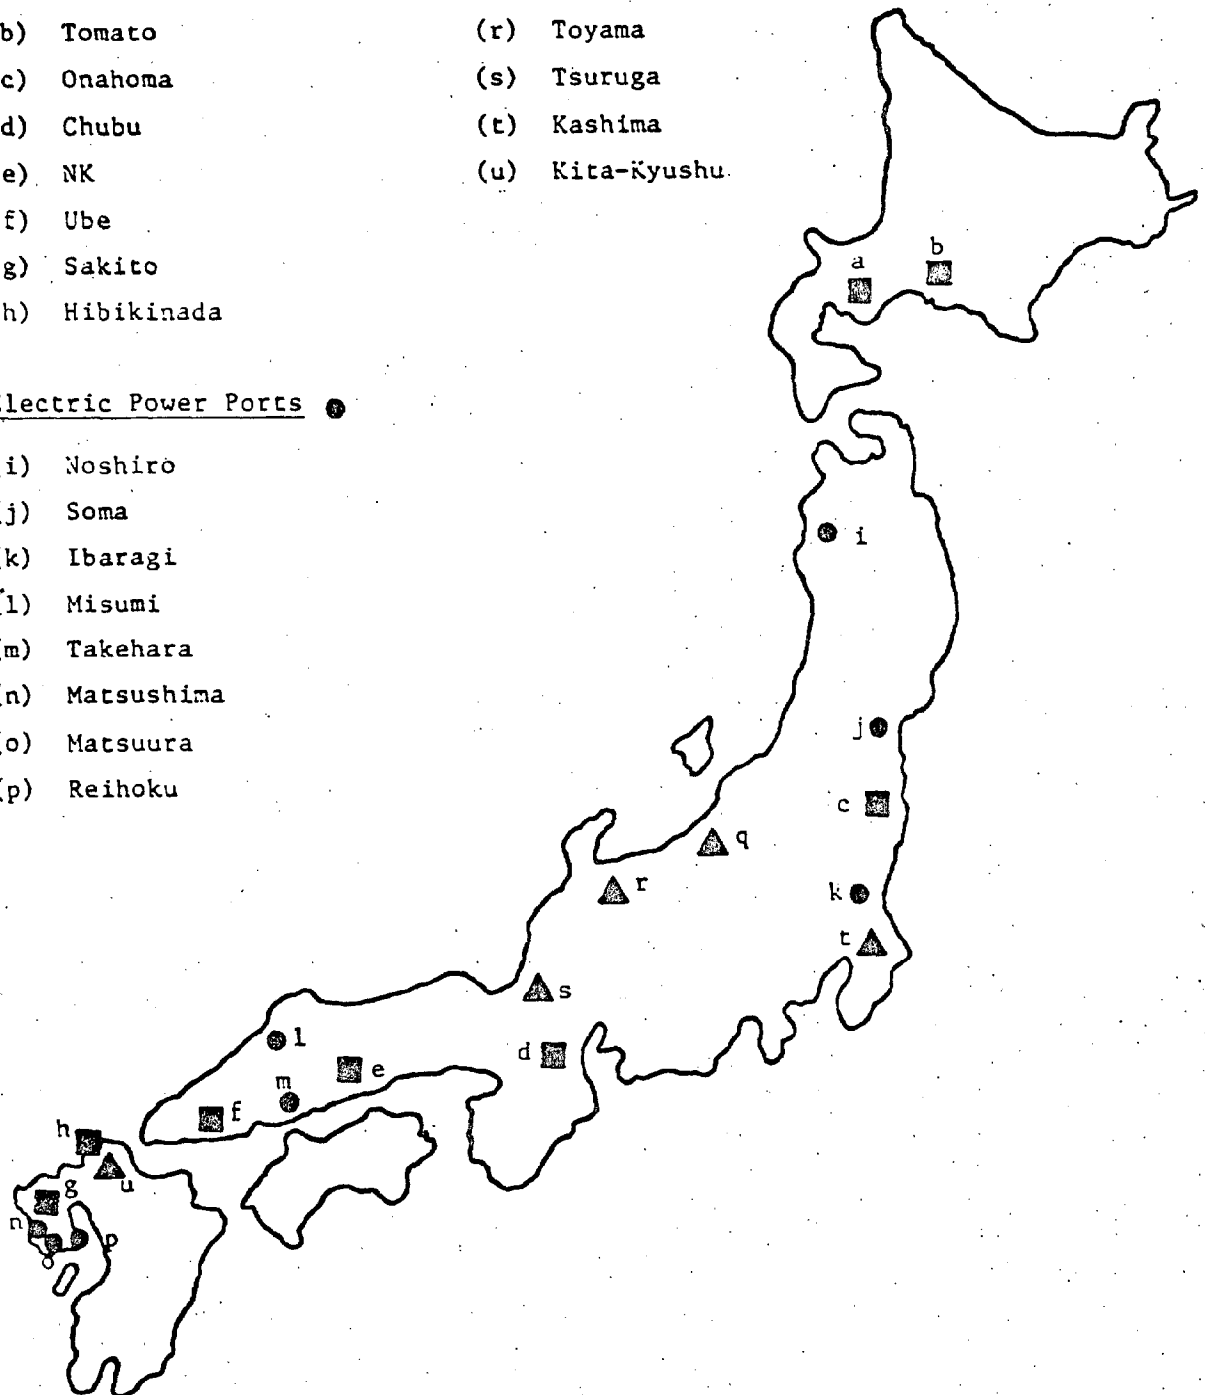 b) Tomato
c) Onahoma
d) Chubu
e) NK
f) Ube
g) Sakito
h) Hibikinada
lectric Power Ports
i) Noshiro
j) Soma
k) Ibaragi
l) Misumi
m) Takehara
n) Matsushima
o) Matsuura
p) Reihoku
(r) Toyama
(s) Tsuruga
(t) Kashima
(u) Kita-Kyushu
a
b
i
j
c
q
r
k
t
s
l
d
e
m
f
h
u
g
n
p
o